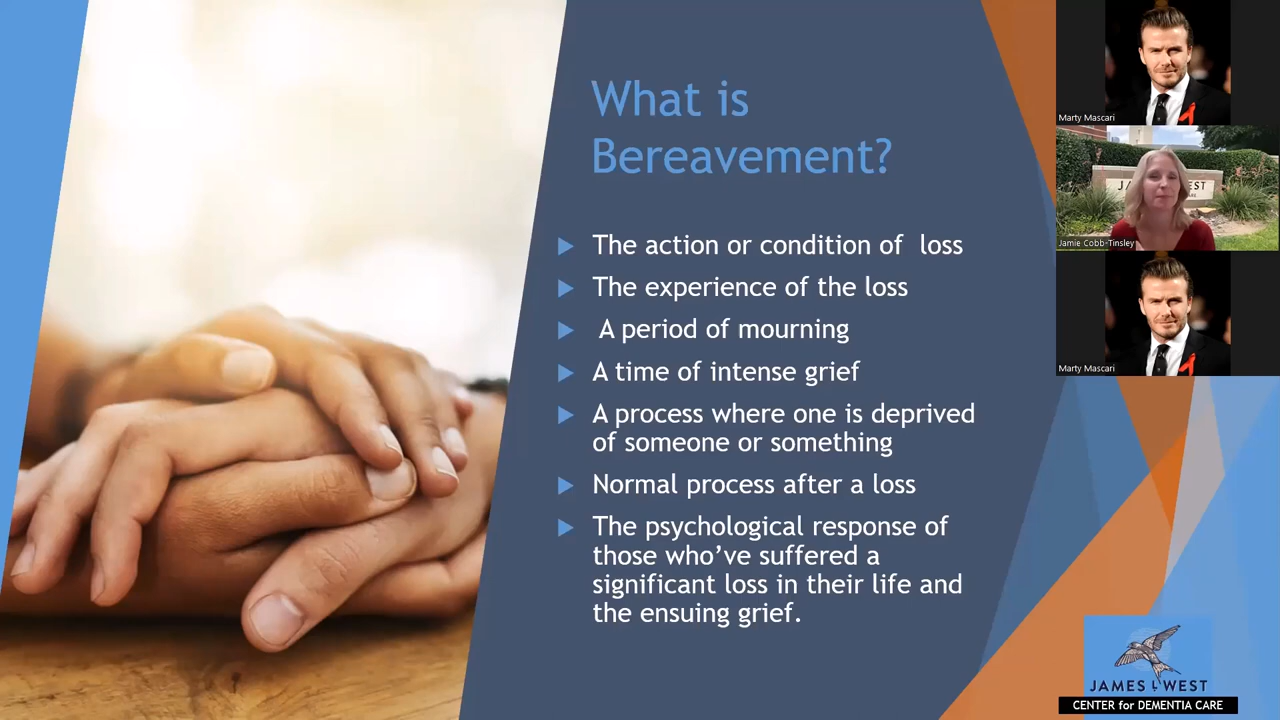 What is
Bereavement?
The action or condition of  loss
The experience of the loss
A period of mourning
A time of intense grief
A process where one is deprived
of someone or something
Normal process after a loss
The psychological response of
those who’ve suffered a
significant loss in their life and
the ensuing grief.
Marty Mascari
Jamie Cobb-Tinsley
Marty Mascari
JAMES L WEST
CENTER for DEMENTIA CARE